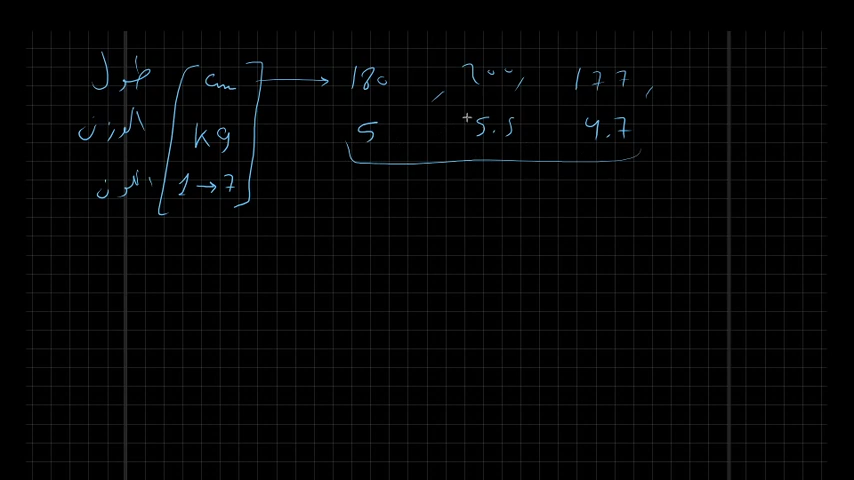 طول [cm] → 180 , 200 , 177 ,
الوزن kg 5 5.5 4.7
اللون 1 → 7